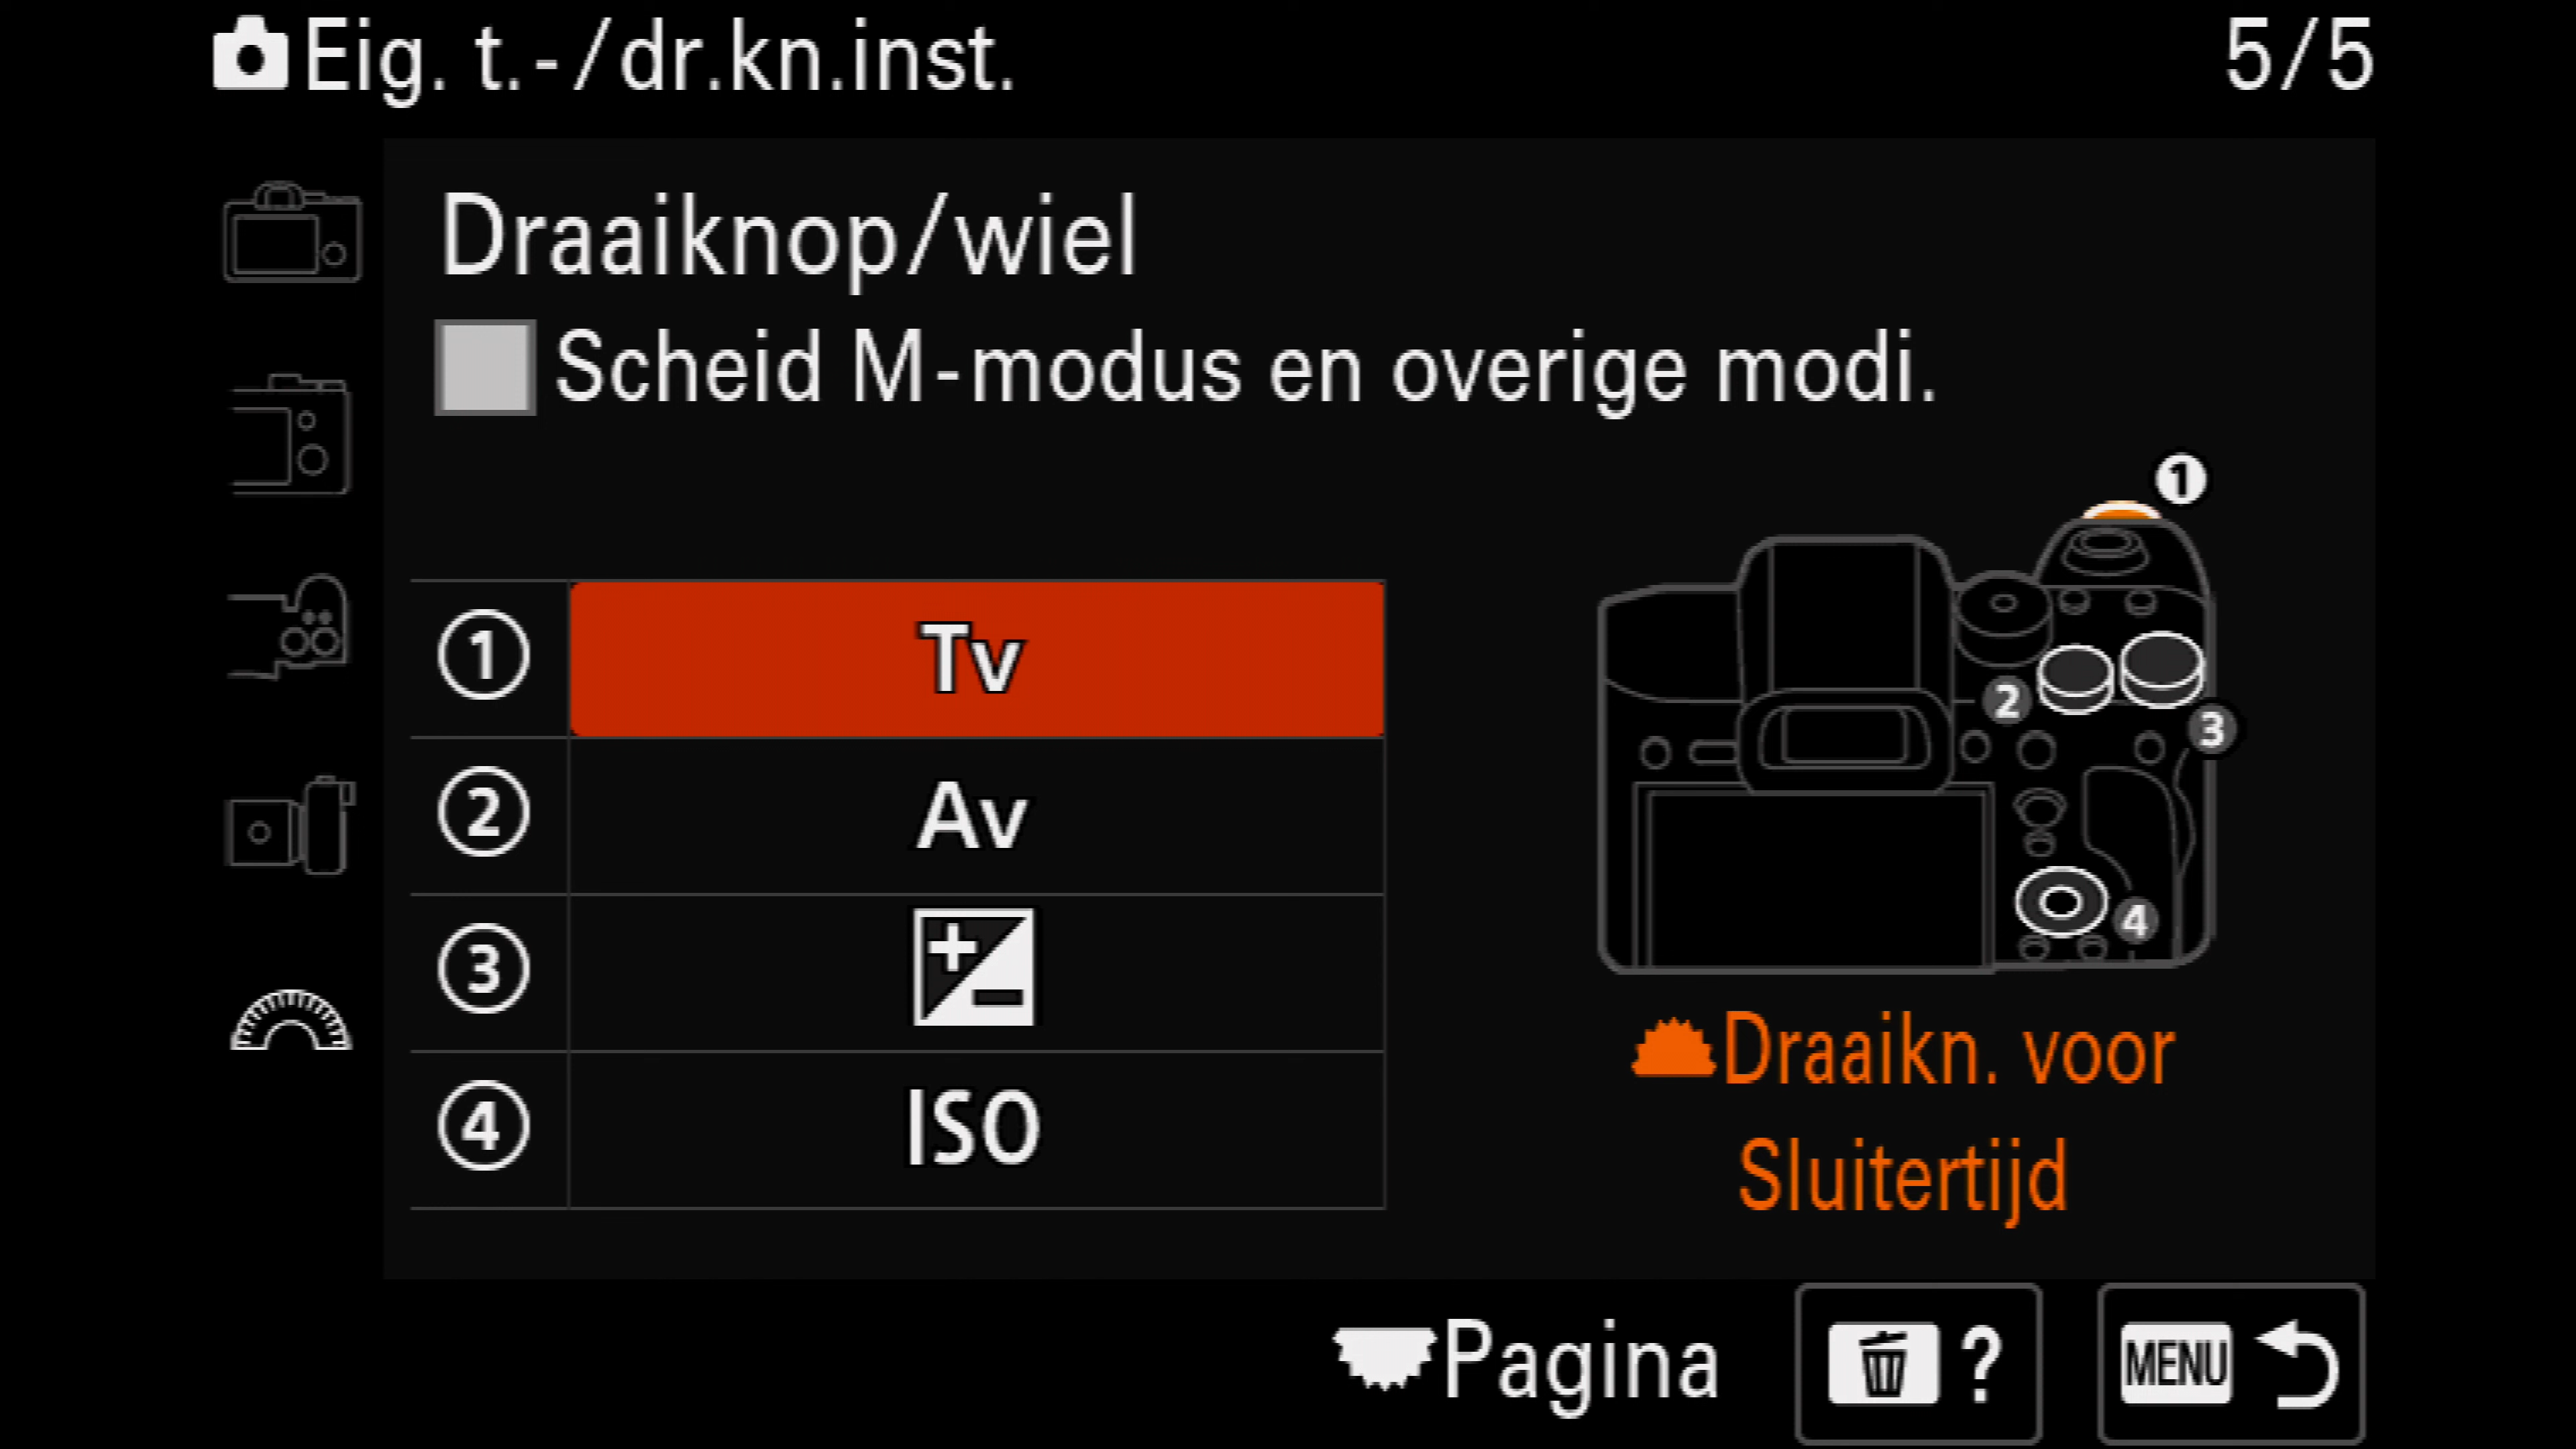 Eig. t.-/dr.kn.inst. 5/5
Draaiknop/wiel
Scheid M-modus en overige modi.
① Tv
② Av
③ +-
④ ISO
1
2
3
4
Draaikn. voor
Sluitertijd
Pagina ? MENU